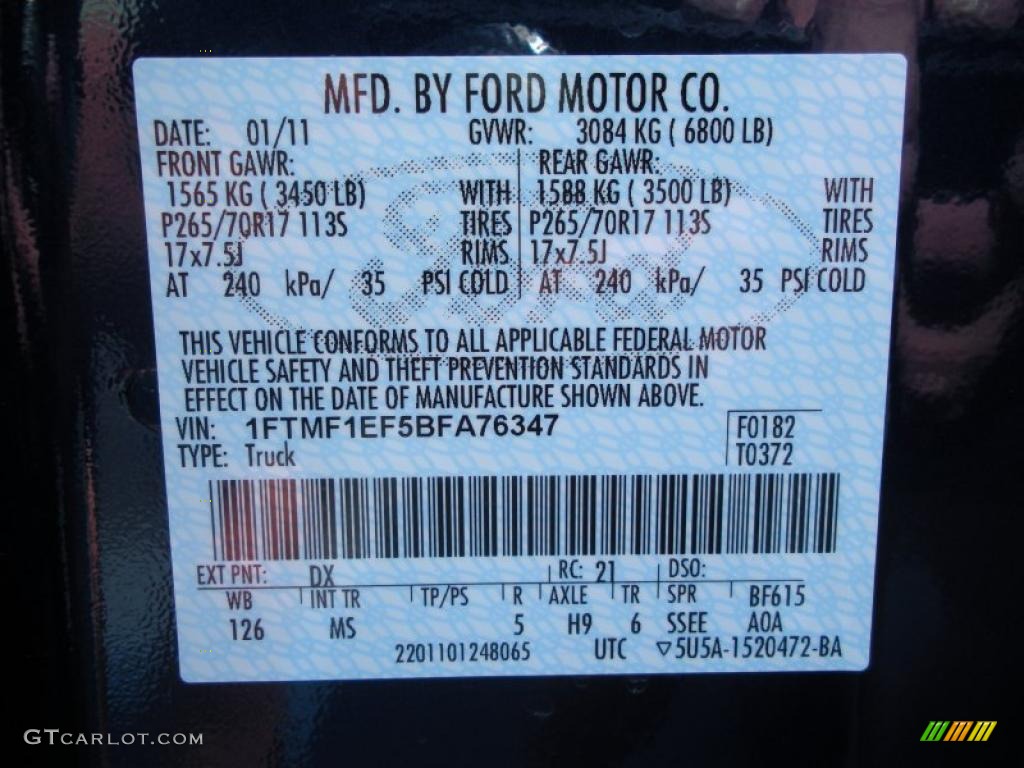 MFD. BY FORD MOTOR CO.
DATE: 01/11 GVWR: 3084 KG ( 6800 LB)
FRONT GAWR: REAR GAWR:
1565 KG ( 3450 LB) WITH 1588 KG ( 3500 LB) WITH
P265/70R17 113S TIRES P265/70R17 113S TIRES
17x7.5J RIMS 17x7.5J RIMS
AT 240 kPa/ 35 PSI COLD AT 240 kPa/ 35 PSI COLD
THIS VEHICLE CONFORMS TO ALL APPLICABLE FEDERAL MOTOR
VEHICLE SAFETY AND THEFT PREVENTION STANDARDS IN
EFFECT ON THE DATE OF MANUFACTURE SHOWN ABOVE.
VIN: 1FTMF1EF5BFA76347 F0182
TYPE: Truck T0372
EXT PNT: DX RC: 21 DSO:
WB INT TR TP/PS R AXLE TR SPR BF615
126 MS 5 H9 6 SSEE A0A
2201101248065 UTC ▽5U5A-1520472-BA
GTCARLOT.COM